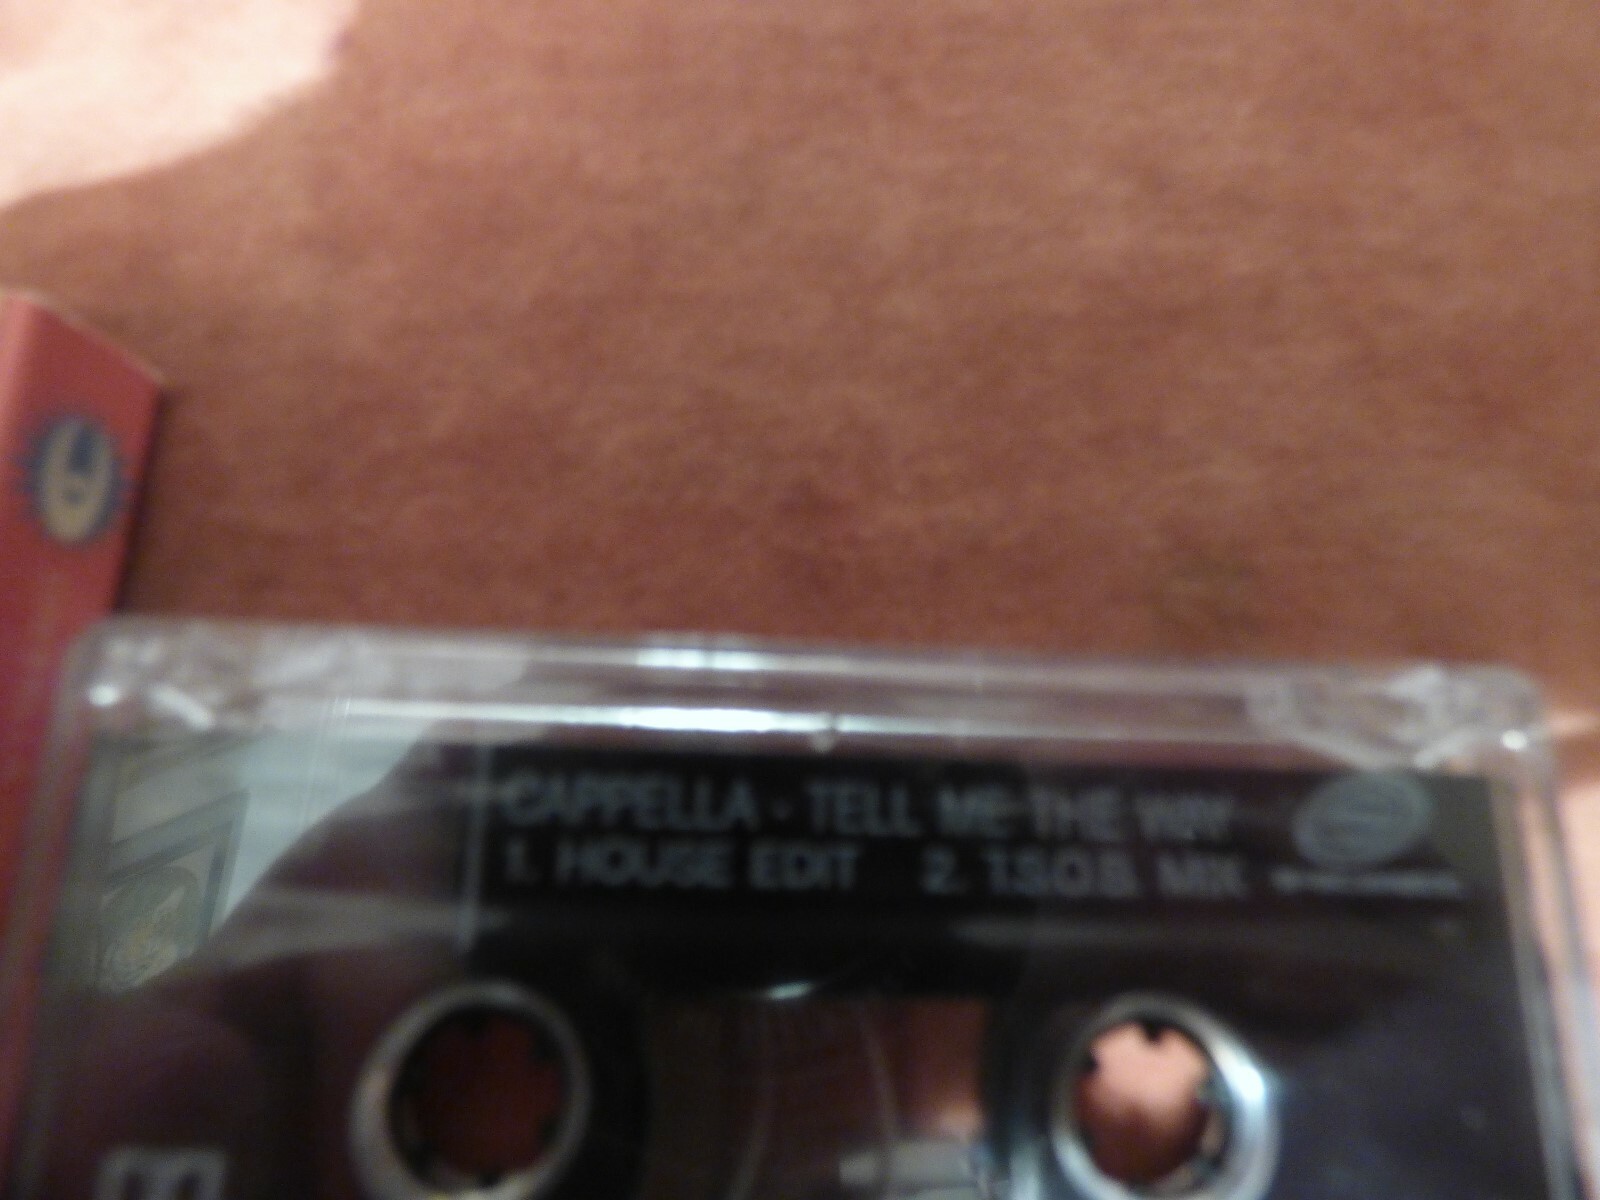 CAPPELLA - TELL ME THE WAY
1. HOUSE EDIT 2. T.S.O.B. MIX